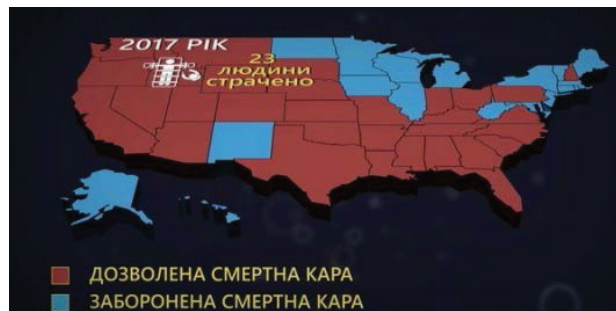 2017 РІК
23
ЛЮДИНИ
СТРАЧЕНО
ДОЗВОЛЕНА СМЕРТНА КАРА
ЗАБОРОНЕНА СМЕРТНА КАРА